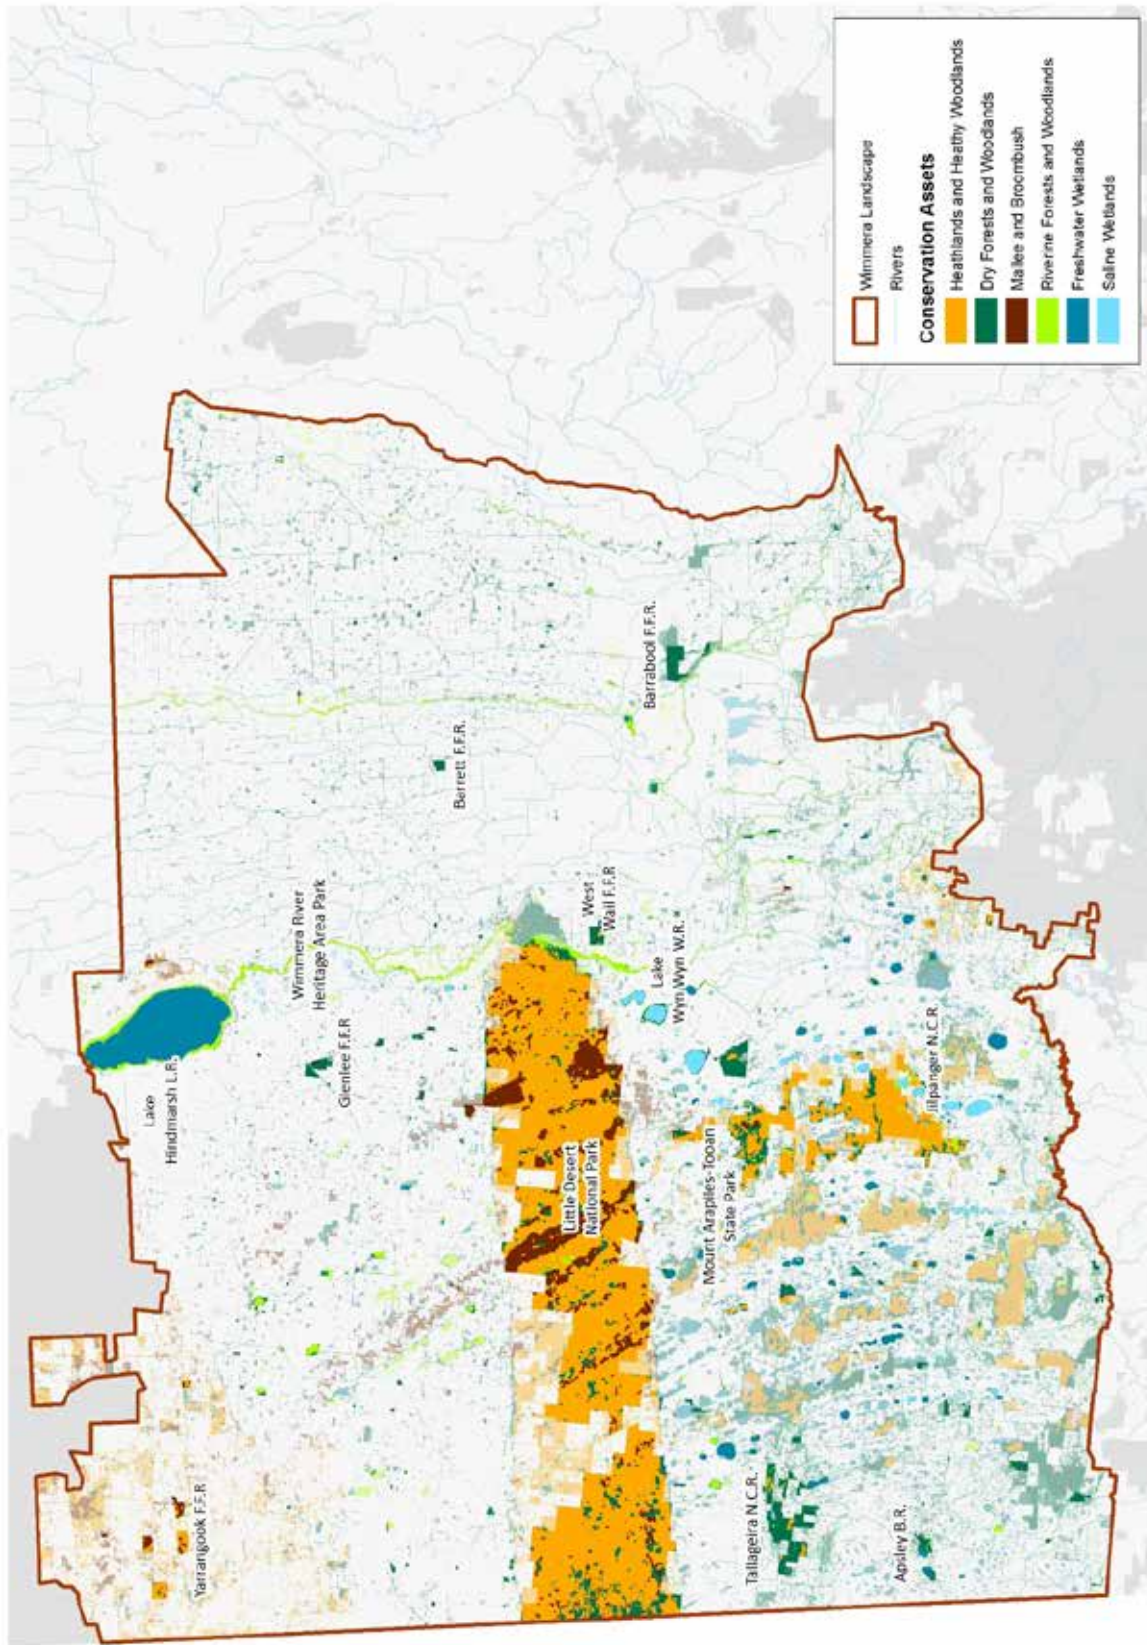 Lake
Hindmarsh L.R.
Wimmera River
Heritage Area Park
Glenlee F.F.R
Barrett F.F.R.
Yarrangook F.F.R
Little Desert
National Park
West
Wail F.F.R
Lake
Wyn Wyn W.R.
Barrabool F.F.R.
Mount Arapiles-Tooan
State Park
Jilpanger N.C.R.
Tallageira N.C.R.
Apsley B.R.
Wimmera Landscape
Rivers
Conservation Assets
Heathlands and Heathy Woodlands
Dry Forests and Woodlands
Mallee and Broombush
Riverine Forests and Woodlands
Freshwater Wetlands
Saline Wetlands